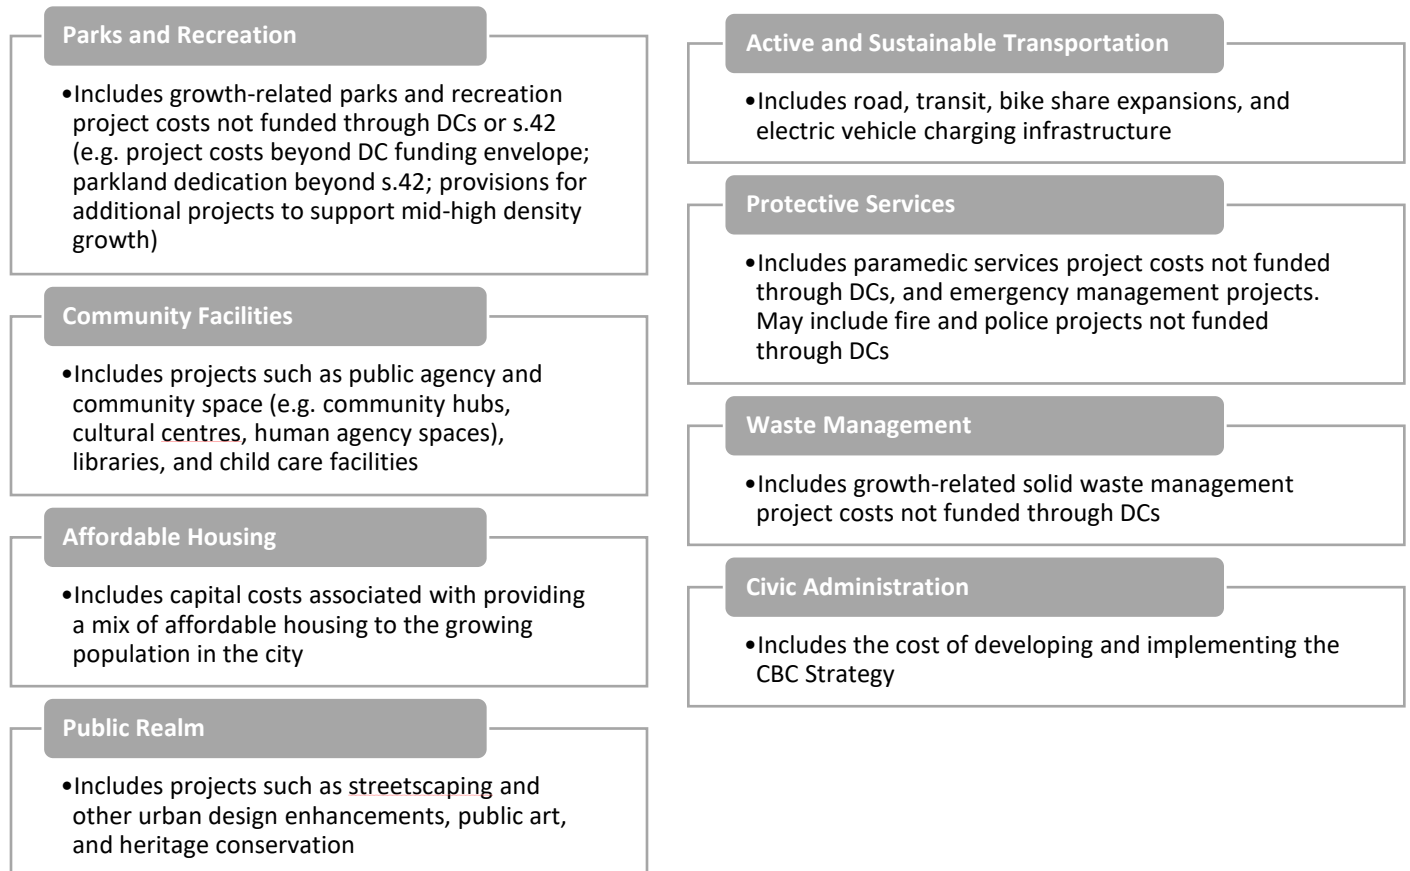 Parks and Recreation
•Includes growth-related parks and recreation
project costs not funded through DCs or s.42
(e.g. project costs beyond DC funding envelope;
parkland dedication beyond s.42; provisions for
additional projects to support mid-high density
growth)
Community Facilities
•Includes projects such as public agency and
community space (e.g. community hubs,
cultural centres, human agency spaces),
libraries, and child care facilities
Affordable Housing
•Includes capital costs associated with providing
a mix of affordable housing to the growing
population in the city
Public Realm
•Includes projects such as streetscaping and
other urban design enhancements, public art,
and heritage conservation
Active and Sustainable Transportation
•Includes road, transit, bike share expansions, and
electric vehicle charging infrastructure
Protective Services
•Includes paramedic services project costs not funded
through DCs, and emergency management projects.
May include fire and police projects not funded
through DCs
Waste Management
•Includes growth-related solid waste management
project costs not funded through DCs
Civic Administration
•Includes the cost of developing and implementing the
CBC Strategy